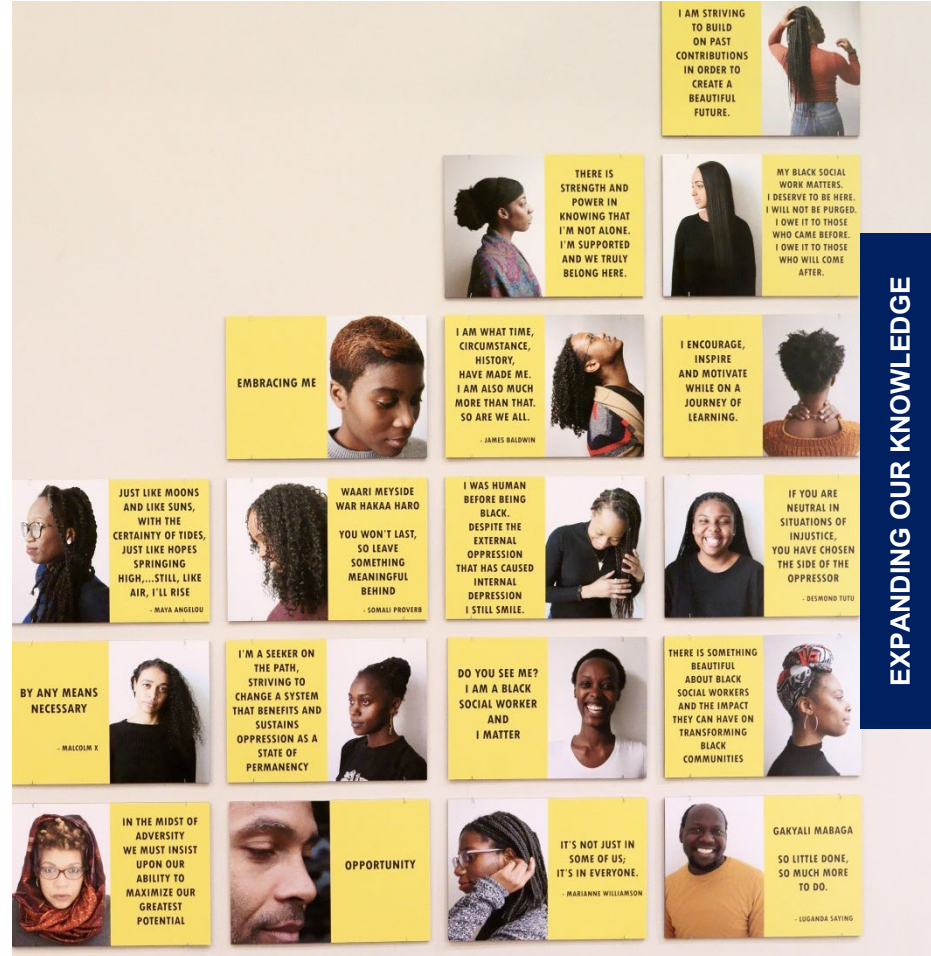 I AM STRIVING
TO BUILD
ON PAST
CONTRIBUTIONS
IN ORDER TO
CREATE A
BEAUTIFUL
FUTURE.
THERE IS
STRENGTH AND
POWER IN
KNOWING THAT
I'M NOT ALONE.
I'M SUPPORTED
AND WE TRULY
BELONG HERE.
MY BLACK SOCIAL
WORK MATTERS.
I DESERVE TO BE HERE.
I WILL NOT BE PURGED.
I OWE IT TO THOSE
WHO CAME BEFORE.
I OWE IT TO THOSE
WHO WILL COME
AFTER.
EMBRACING ME
I AM WHAT TIME,
CIRCUMSTANCE,
HISTORY,
HAVE MADE ME.
I AM ALSO MUCH
MORE THAN THAT.
SO ARE WE ALL.
- JAMES BALDWIN
I ENCOURAGE,
INSPIRE
AND MOTIVATE
WHILE ON A
JOURNEY OF
LEARNING.
JUST LIKE MOONS
AND LIKE SUNS,
WITH THE
CERTAINTY OF TIDES,
JUST LIKE HOPES
SPRINGING
HIGH,...STILL, LIKE
AIR, I'LL RISE
- MAYA ANGELOU
WAARI MEYSIDE
WAR HAKAA HARO
YOU WON'T LAST,
SO LEAVE
SOMETHING
MEANINGFUL
BEHIND
- SOMALI PROVERB
I WAS HUMAN
BEFORE BEING
BLACK.
DESPITE THE
EXTERNAL
OPPRESSION
THAT HAS CAUSED
INTERNAL
DEPRESSION
I STILL SMILE.
IF YOU ARE
NEUTRAL IN
SITUATIONS OF
INJUSTICE,
YOU HAVE CHOSEN
THE SIDE OF THE
OPPRESSOR
- DESMOND TUTU
BY ANY MEANS
NECESSARY
- MALCOLM X
I'M A SEEKER ON
THE PATH,
STRIVING TO
CHANGE A SYSTEM
THAT BENEFITS AND
SUSTAINS
OPPRESSION AS A
STATE OF
PERMANENCY
DO YOU SEE ME?
I AM A BLACK
SOCIAL WORKER
AND
I MATTER
THERE IS SOMETHING
BEAUTIFUL
ABOUT BLACK
SOCIAL WORKERS
AND THE IMPACT
THEY CAN HAVE ON
TRANSFORMING
BLACK
COMMUNITIES
IN THE MIDST OF
ADVERSITY
WE MUST INSIST
UPON OUR
ABILITY TO
MAXIMIZE OUR
GREATEST
POTENTIAL
OPPORTUNITY
IT'S NOT JUST IN
SOME OF US;
IT'S IN EVERYONE.
- MARIANNE WILLIAMSON
GAKYALI MABAGA
SO LITTLE DONE,
SO MUCH MORE
TO DO.
- LUGANDA SAYING
EXPANDING OUR KNOWLEDGE